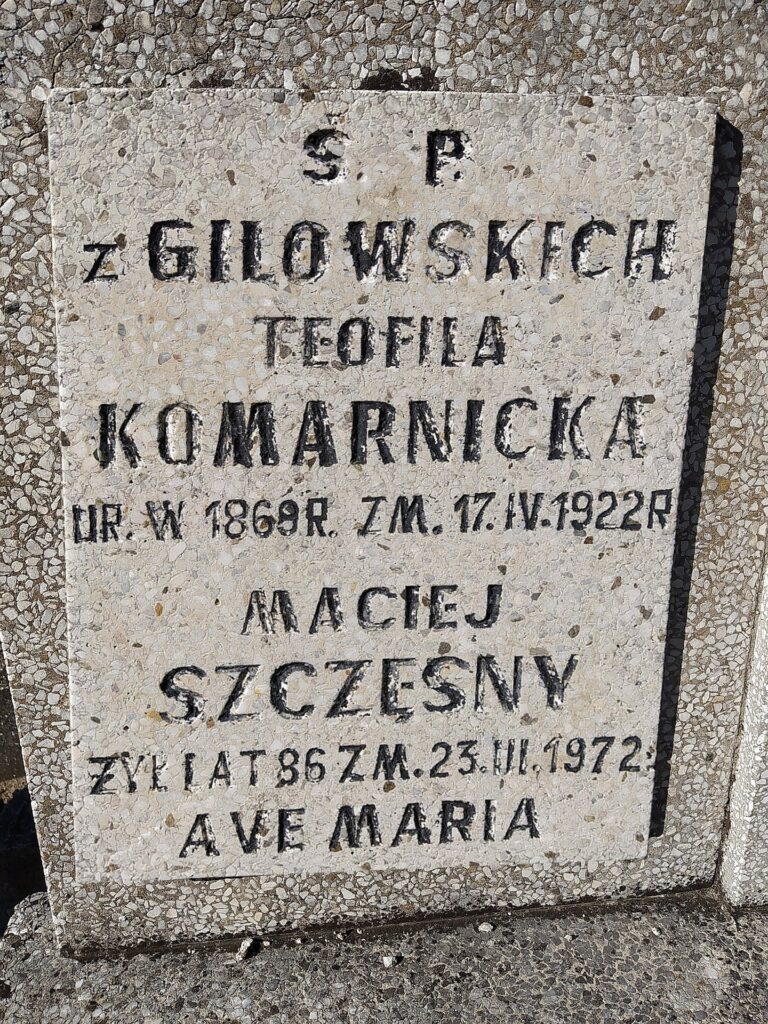 Ś. P.
z GILOWSKICH
TEOFILA
KOMARNICKA
UR. W 1869R. ZM. 17.IV.1922R
MACIEJ
SZCZĘSNY
ŻYŁ LAT 86 ZM. 23.III.1972.
AVE MARIA